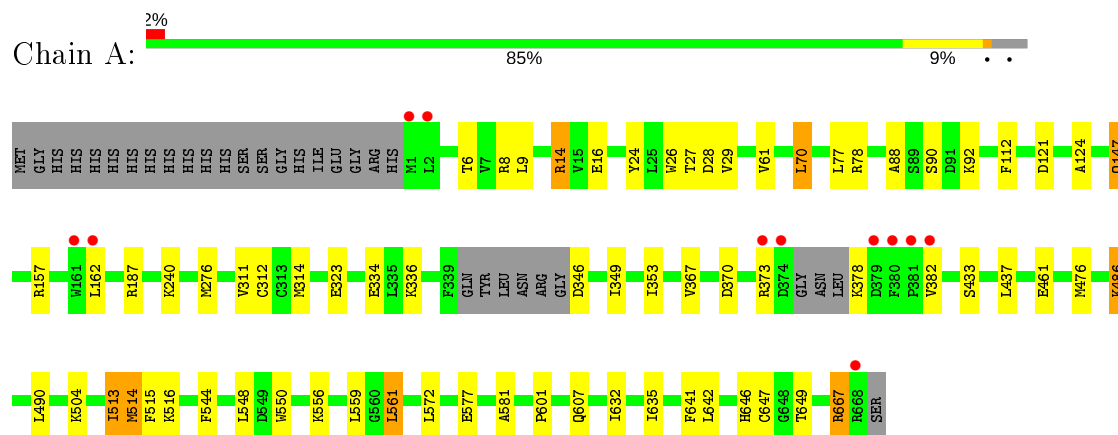 2%
Chain A:
85% 9% • •
MET GLY HIS HIS HIS HIS HIS HIS HIS HIS HIS HIS SER SER GLY HIS ILE GLU GLY ARG HIS M1 L2 T6 V7 R8 L9 R14 V15 E16 Y24 L25 W26 T27 D28 V29 V61 L70 L77 R78 A88 S89 S90 D91 K92 F112 D121 A124 Q147
R157 W161 L162 R187 K240 M276 V311 C312 C313 M314 E323 E334 L335 K336 F339 GLN TYR LEU ASN ARG GLY D346 I349 I353 V367 D370 R373 D374 GLY ASN LEU K378 D379 F380 P381 V382 S433 L437 E461 M476 K486
L490 K504 I513 M514 F515 K516 F544 L548 D549 W550 K556 L559 G560 L561 L572 E577 A581 P601 Q607 I632 I635 F641 L642 H646 C647 G648 T649 R667 R668 SER